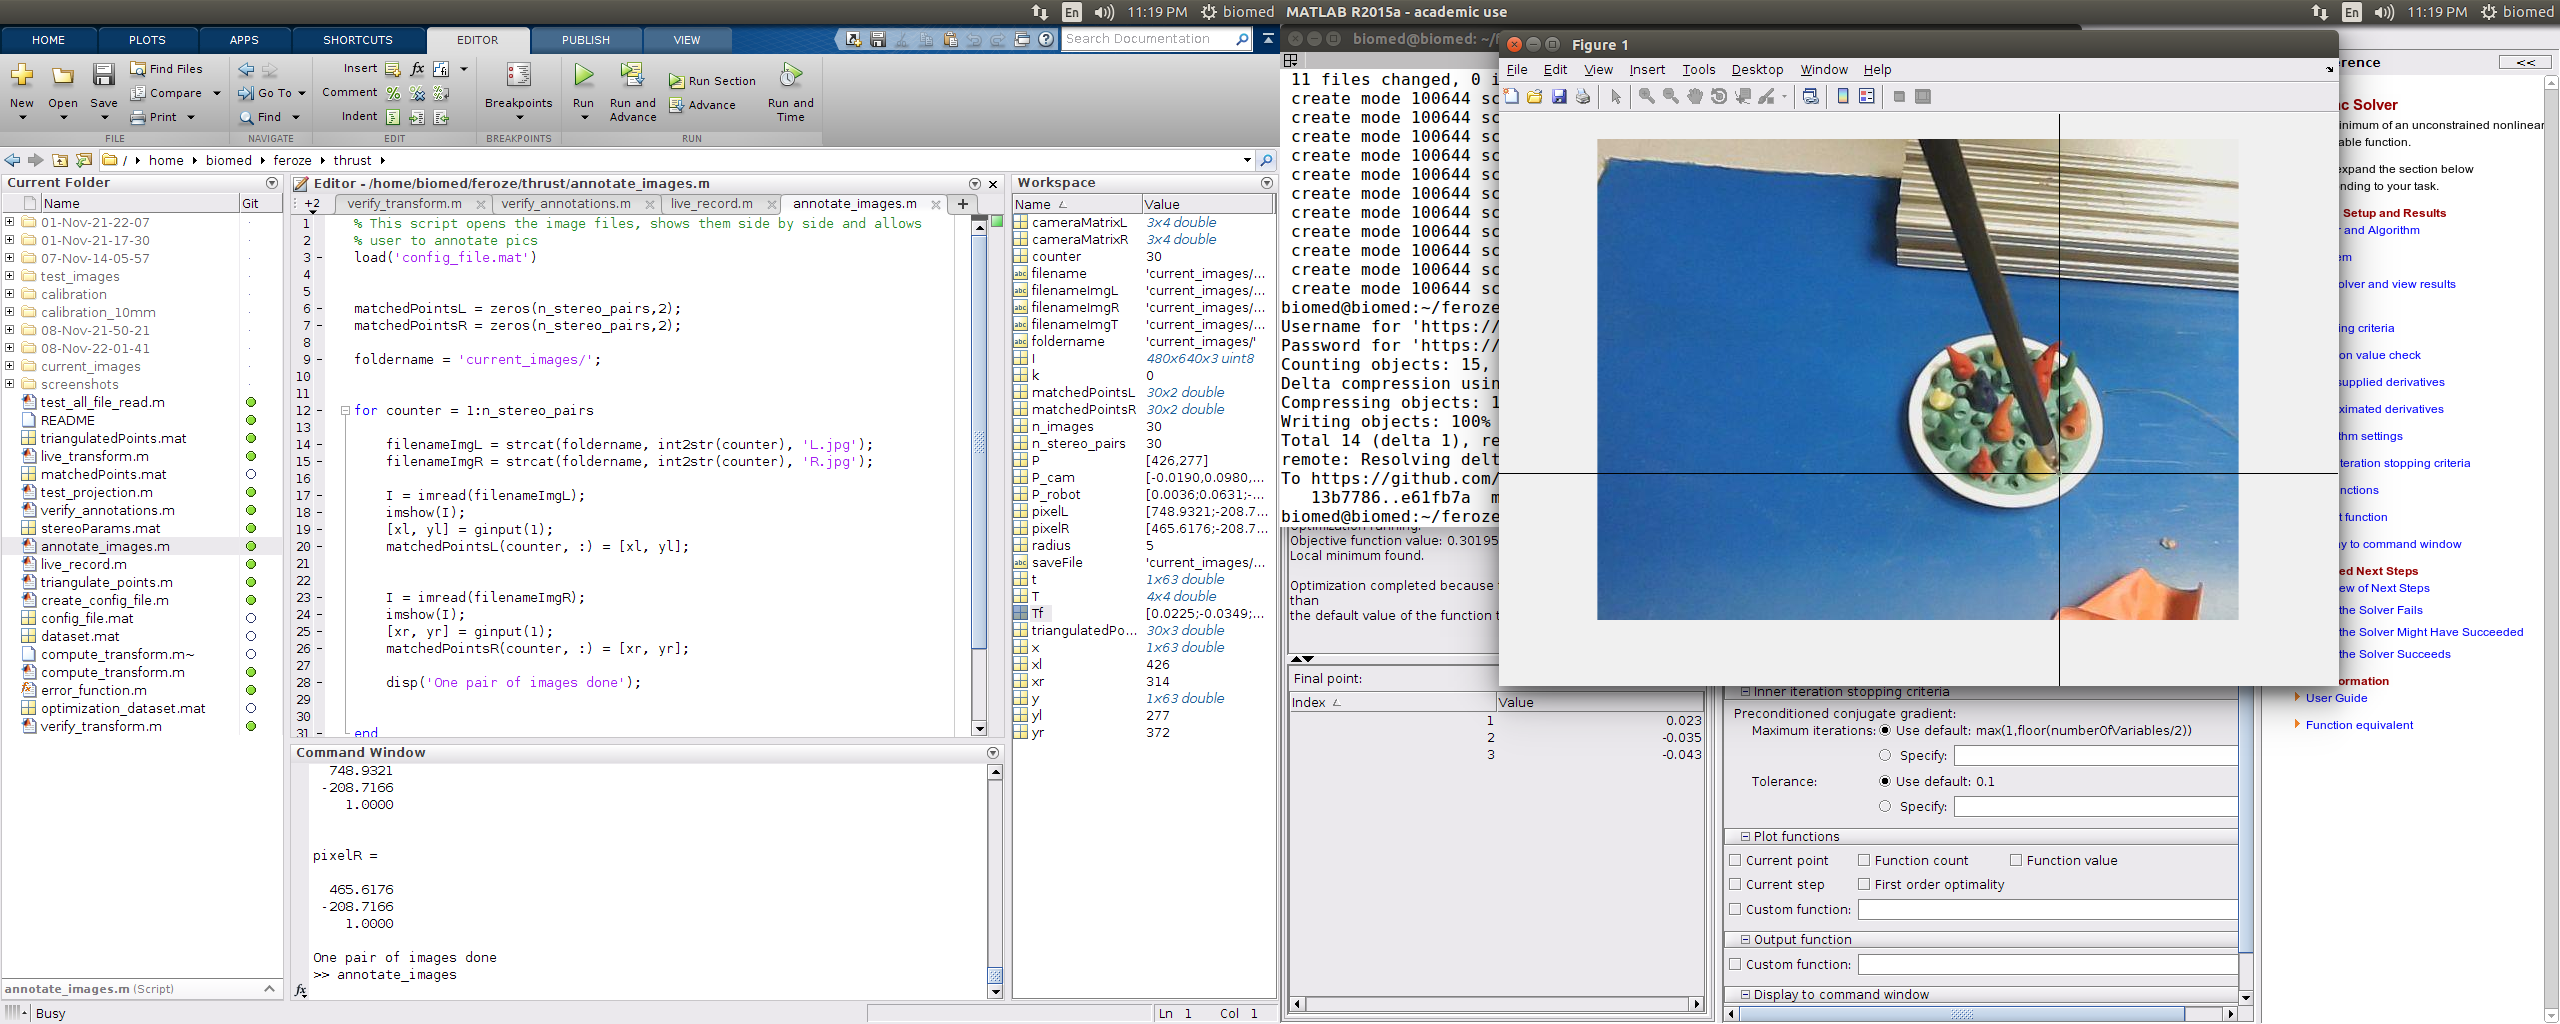 En 11:19 PM biomed MATLAB R2015a - academic use En 11:19 PM biomed
HOME PLOTS APPS SHORTCUTS EDITOR PUBLISH VIEW Search Documentation
New Open Save Find Files Compare Print
Go To Find
Insert fx Comment Indent
Breakpoints
Run Run and Advance Run Section Advance Run and Time
FILE NAVIGATE EDIT BREAKPOINTS RUN
/ home biomed feroze thrust
Current Folder
Name Git
01-Nov-21-22-07
01-Nov-21-17-30
07-Nov-14-05-57
test_images
calibration
calibration_10mm
08-Nov-21-50-21
08-Nov-22-01-41
current_images
screenshots
test_all_file_read.m
README
triangulatedPoints.mat
live_transform.m
matchedPoints.mat
test_projection.m
verify_annotations.m
stereoParams.mat
annotate_images.m
live_record.m
triangulate_points.m
create_config_file.m
config_file.mat
dataset.mat
compute_transform.m~
compute_transform.m
error_function.m
optimization_dataset.mat
verify_transform.m
annotate_images.m (Script)
Busy
Editor - /home/biomed/feroze/thrust/annotate_images.m
+2 verify_transform.m verify_annotations.m live_record.m annotate_images.m
1 % This script opens the image files, shows them side by side and allows
2 % user to annotate pics
3 load('config_file.mat')
4
5
6 matchedPointsL = zeros(n_stereo_pairs,2);
7 matchedPointsR = zeros(n_stereo_pairs,2);
8
9 foldername = 'current_images/';
10
11
12 for counter = 1:n_stereo_pairs
13
14 filenameImgL = strcat(foldername, int2str(counter), 'L.jpg');
15 filenameImgR = strcat(foldername, int2str(counter), 'R.jpg');
16
17 I = imread(filenameImgL);
18 imshow(I);
19 [xl, yl] = ginput(1);
20 matchedPointsL(counter, :) = [xl, yl];
21
22
23 I = imread(filenameImgR);
24 imshow(I);
25 [xr, yr] = ginput(1);
26 matchedPointsR(counter, :) = [xr, yr];
27
28 disp('One pair of images done');
29
30
31 end
Command Window
748.9321
-208.7166
1.0000
pixelR =
465.6176
-208.7166
1.0000
One pair of images done
>> annotate_images
fx
Workspace
Name Value
cameraMatrixL 3x4 double
cameraMatrixR 3x4 double
counter 30
filename 'current_images/...
filenameImgL 'current_images/...
filenameImgR 'current_images/...
filenameImgT 'current_images/...
foldername 'current_images/'
I 480x640x3 uint8
k 0
matchedPointsL 30x2 double
matchedPointsR 30x2 double
n_images 30
n_stereo_pairs 30
P [426,277]
P_cam [-0.0190,0.0980,...
P_robot [0.0036;0.0631;-...
pixelL [748.9321;-208.7...
pixelR [465.6176;-208.7...
radius 5
saveFile 'current_images/...
t 1x63 double
T 4x4 double
Tf [0.0225;-0.0349;...
triangulatedPo... 30x3 double
x 1x63 double
xl 426
xr 314
y 1x63 double
yl 277
yr 372
Ln 1 Col 1
biomed@biomed: ~/
11 files changed, 0 i
create mode 100644 sc
create mode 100644 sc
create mode 100644 sc
create mode 100644 sc
create mode 100644 sc
create mode 100644 sc
create mode 100644 sc
create mode 100644 sc
create mode 100644 sc
create mode 100644 sc
create mode 100644 sc
biomed@biomed:~/feroze
Username for 'https://
Password for 'https://
Counting objects: 15,
Delta compression usin
Compressing objects: 1
Writing objects: 100%
Total 14 (delta 1), re
remote: Resolving delt
To https://github.com/
13b7786..e61fb7a m
biomed@biomed:~/feroze
Optimization running.
Objective function value: 0.30195
Local minimum found.
Optimization completed because
than
the default value of the function t
Final point:
Index Value
1 0.023
2 -0.035
3 -0.043
Figure 1
File Edit View Insert Tools Desktop Window Help
Inner iteration stopping criteria
Preconditioned conjugate gradient:
Maximum iterations: Use default: max(1,floor(numberOfVariables/2))
Specify:
Tolerance: Use default: 0.1
Specify:
Plot functions
Current point Function count Function value
Current step First order optimality
Custom function:
Output function
Custom function:
Display to command window
erence <<
nc Solver
inimum of an unconstrained nonlinear
able function.
expand the section below
nding to your task.
Setup and Results
r and Algorithm
em
olver and view results
ing criteria
on value check
supplied derivatives
ximated derivatives
thm settings
iteration stopping criteria
nctions
t function
ay to command window
ed Next Steps
ew of Next Steps
the Solver Fails
the Solver Might Have Succeeded
the Solver Succeeds
ormation
User Guide
Function equivalent